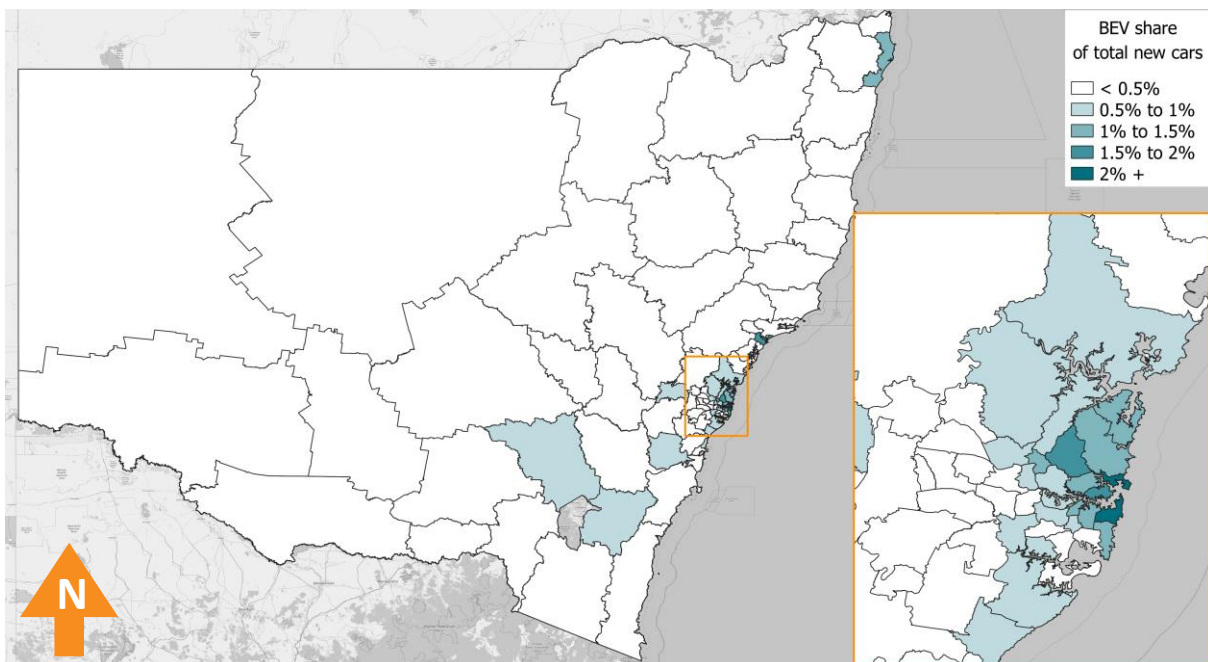 BEV share
of total new cars
< 0.5%
0.5% to 1%
1% to 1.5%
1.5% to 2%
2% +
N